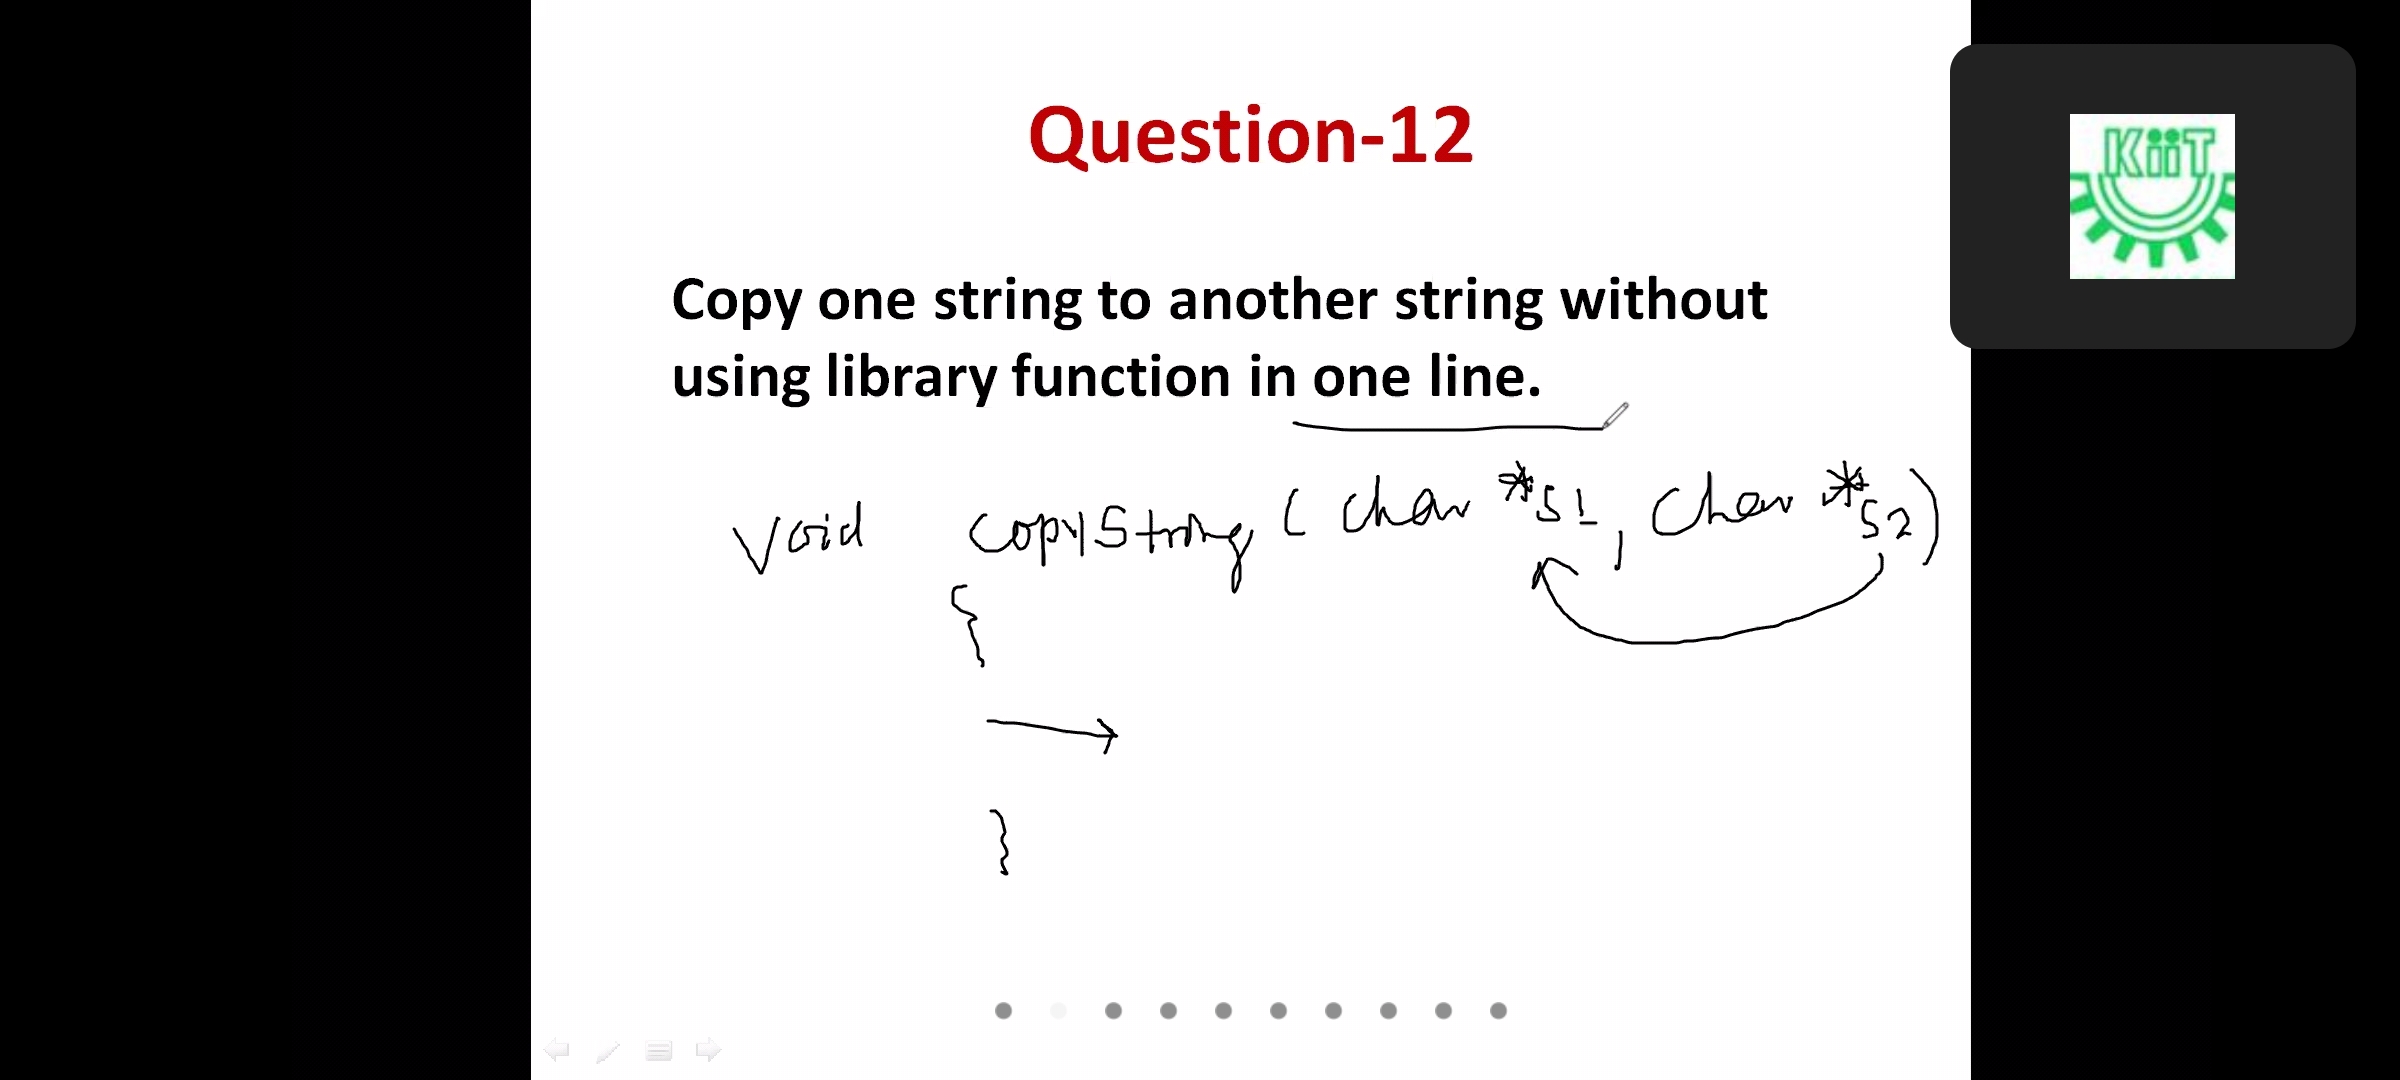 Question-12
KiiT
Copy one string to another string without
using library function in one line.
void copyString (char *s1, char *s2)
{
}